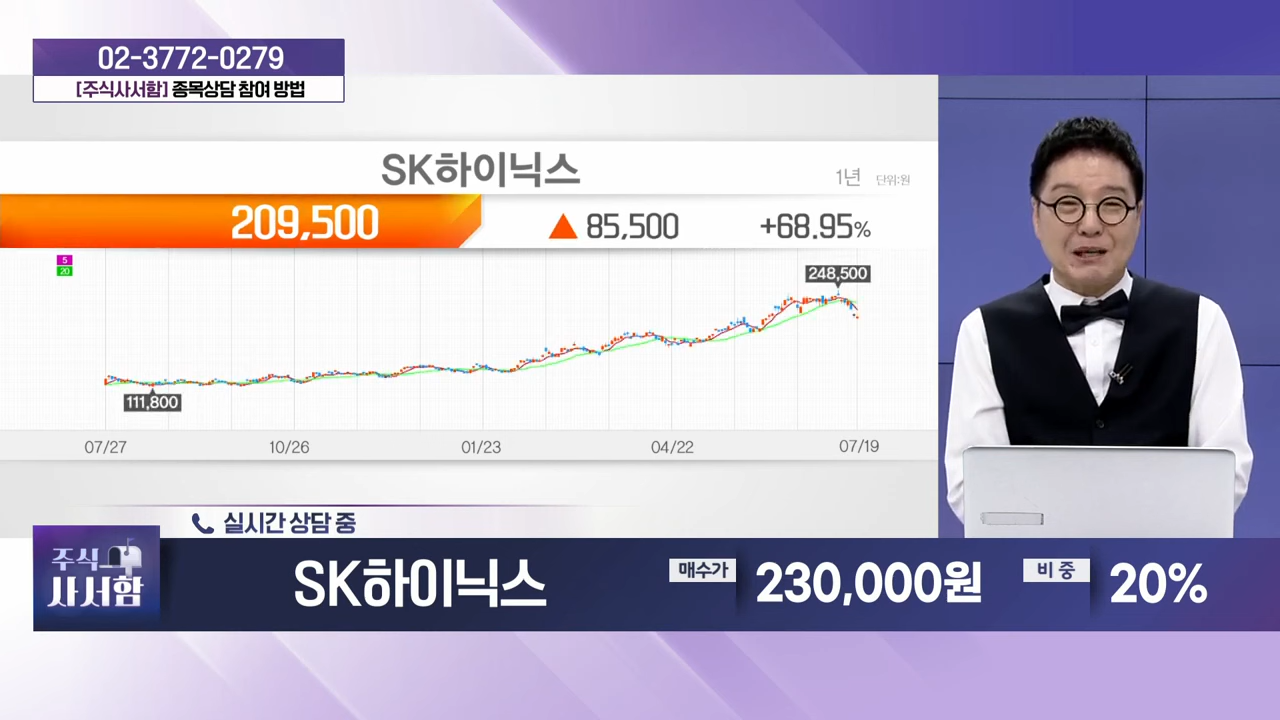 02-3772-0279
[주식사서함] 종목상담 참여 방법
SK하이닉스
1년 단위:원
209,500 ▲ 85,500 +68.95%
5
20
248,500
111,800
07/27 10/26 01/23 04/22 07/19
실시간 상담 중
주식
사서함
SK하이닉스 매수가 230,000원 비중 20%